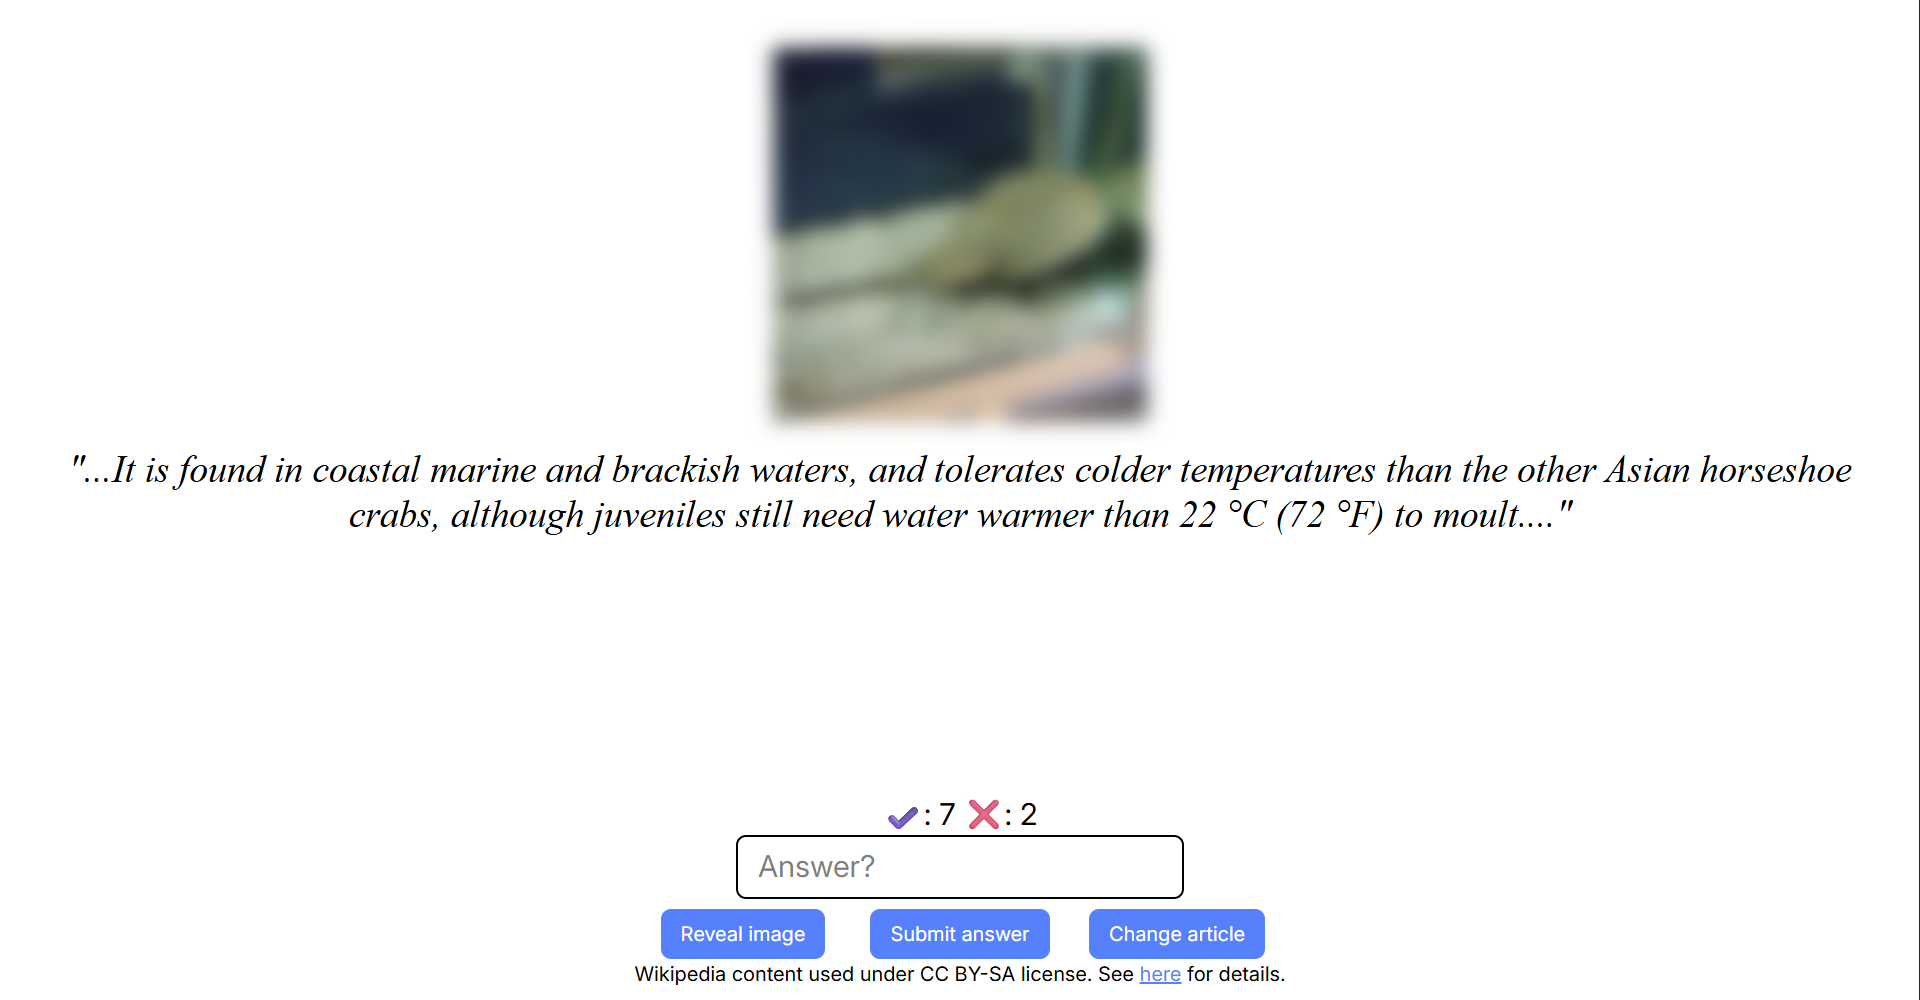 "...It is found in coastal marine and brackish waters, and tolerates colder temperatures than the other Asian horseshoe
crabs, although juveniles still need water warmer than 22 °C (72 °F) to moult...."
: 7 : 2
Answer?
Reveal image Submit answer Change article
Wikipedia content used under CC BY-SA license. See here for details.